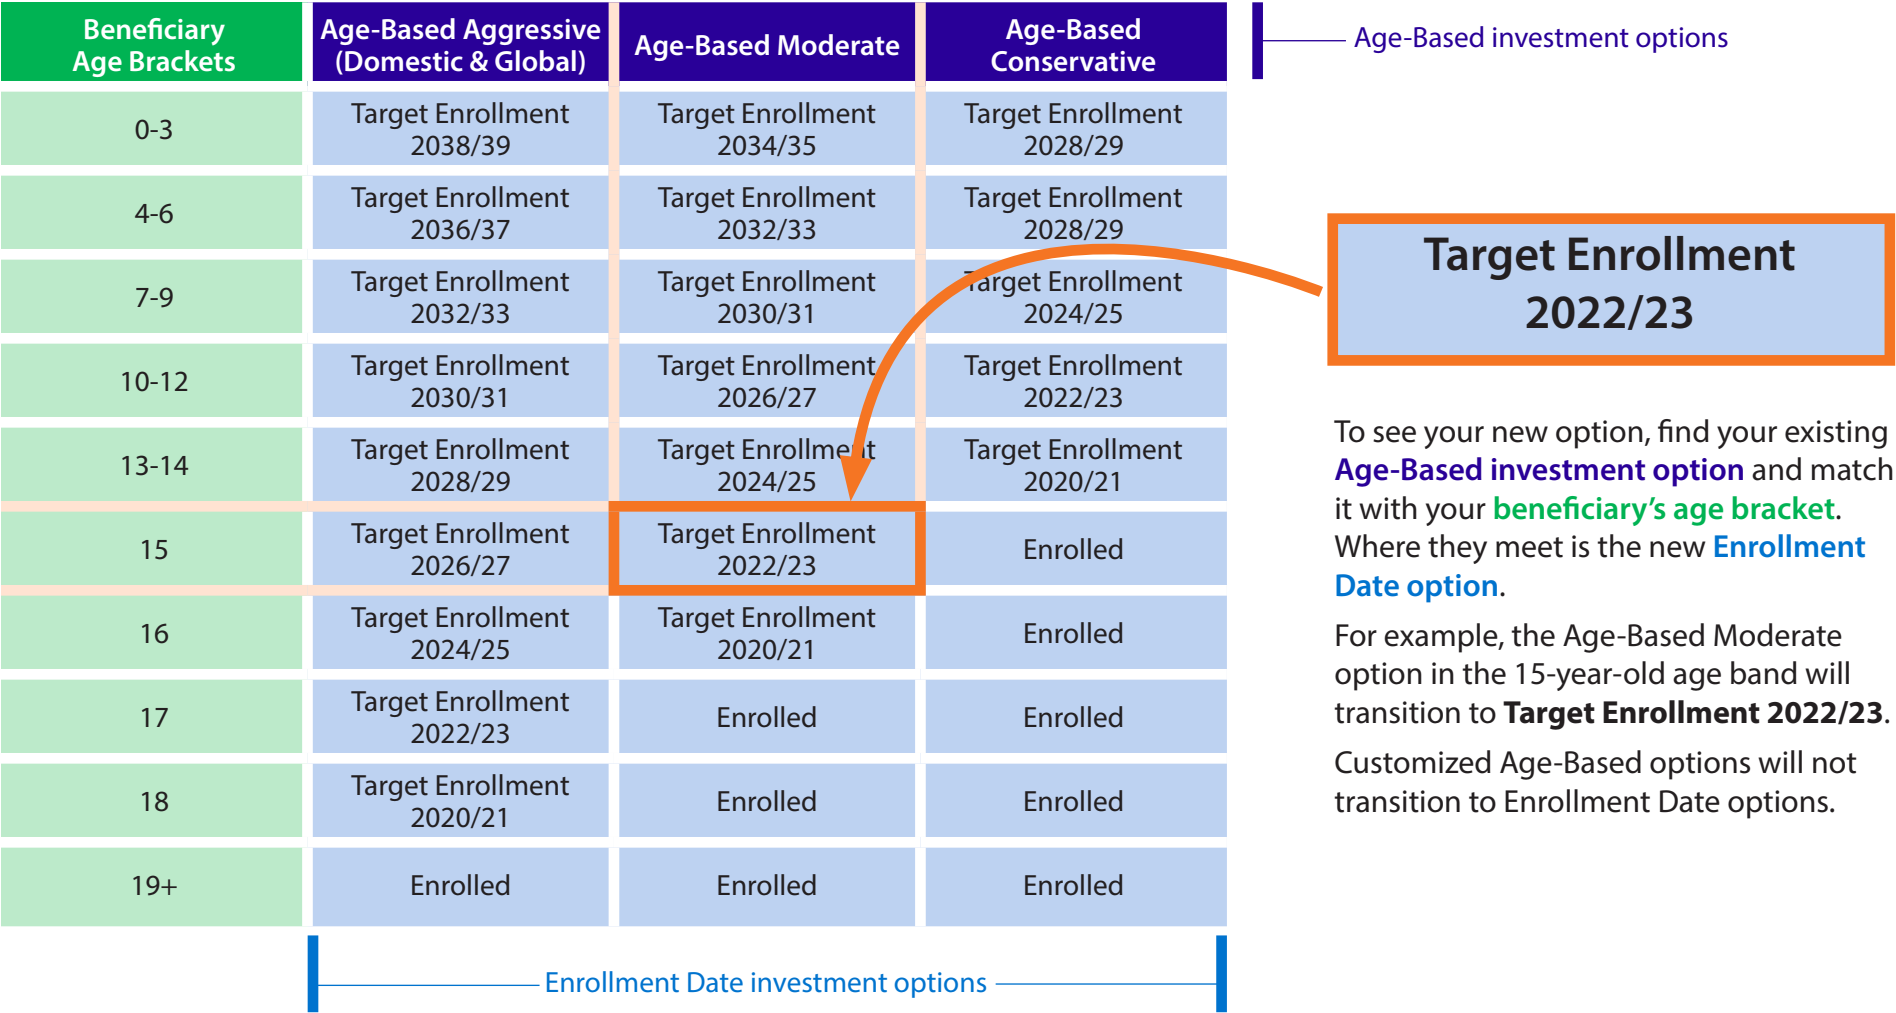 Beneficiary
Age Brackets
Age-Based Aggressive
(Domestic & Global)
Age-Based Moderate
Age-Based
Conservative
Age-Based investment options
0-3
Target Enrollment
2038/39
Target Enrollment
2034/35
Target Enrollment
2028/29
4-6
Target Enrollment
2036/37
Target Enrollment
2032/33
Target Enrollment
2028/29
7-9
Target Enrollment
2032/33
Target Enrollment
2030/31
Target Enrollment
2024/25
10-12
Target Enrollment
2030/31
Target Enrollment
2026/27
Target Enrollment
2022/23
13-14
Target Enrollment
2028/29
Target Enrollment
2024/25
Target Enrollment
2020/21
15
Target Enrollment
2026/27
Target Enrollment
2022/23
Enrolled
16
Target Enrollment
2024/25
Target Enrollment
2020/21
Enrolled
17
Target Enrollment
2022/23
Enrolled
Enrolled
18
Target Enrollment
2020/21
Enrolled
Enrolled
19+
Enrolled
Enrolled
Enrolled
Enrollment Date investment options
Target Enrollment
2022/23
To see your new option, find your existing
Age-Based investment option and match
it with your beneficiary's age bracket.
Where they meet is the new Enrollment
Date option.
For example, the Age-Based Moderate
option in the 15-year-old age band will
transition to Target Enrollment 2022/23.
Customized Age-Based options will not
transition to Enrollment Date options.